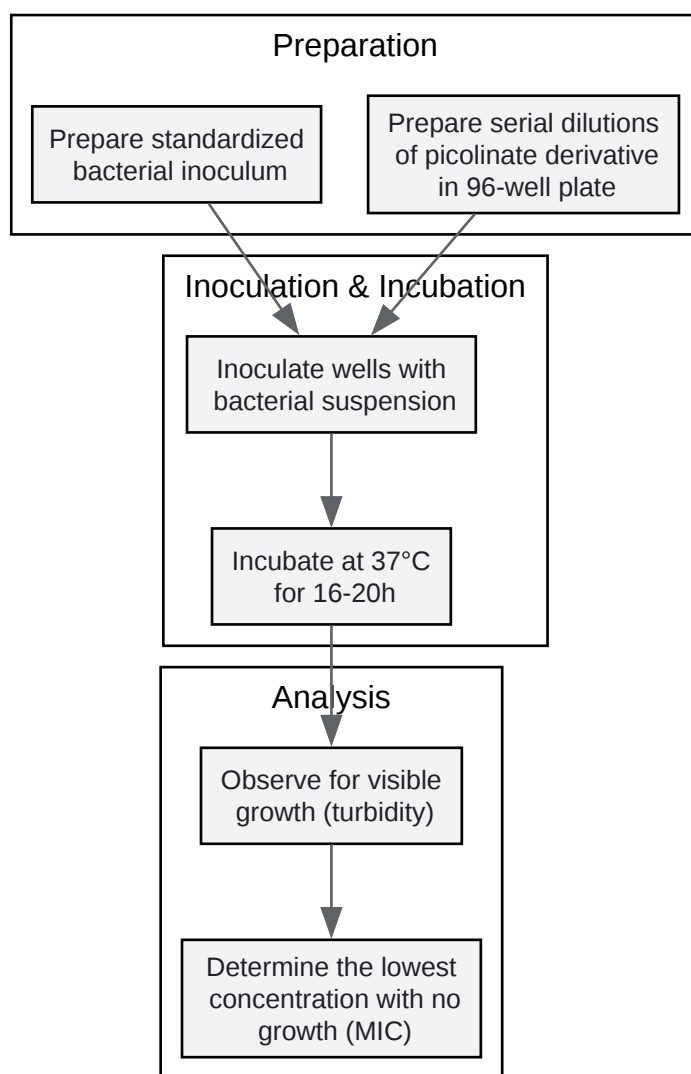 Preparation
Prepare standardized
bacterial inoculum
Prepare serial dilutions
of picolinate derivative
in 96-well plate
Inoculation & Incubation
Inoculate wells with
bacterial suspension
Incubate at 37°C
for 16-20h
Analysis
Observe for visible
growth (turbidity)
Determine the lowest
concentration with no
growth (MIC)